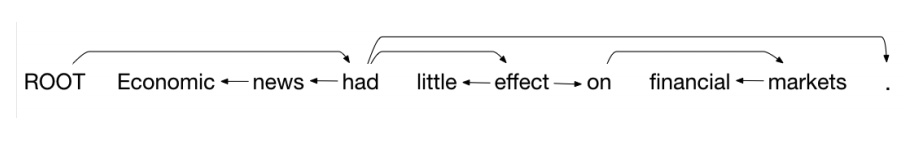 ROOT Economic news had little effect on financial markets .